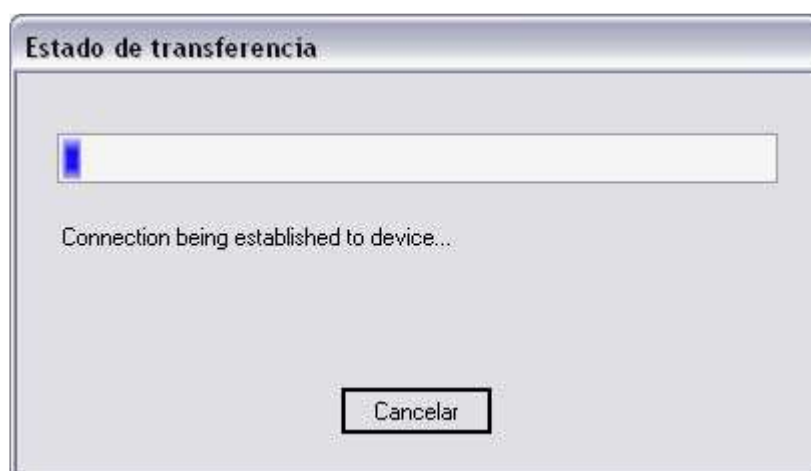 Estado de transferencia
Connection being established to device...
Cancelar